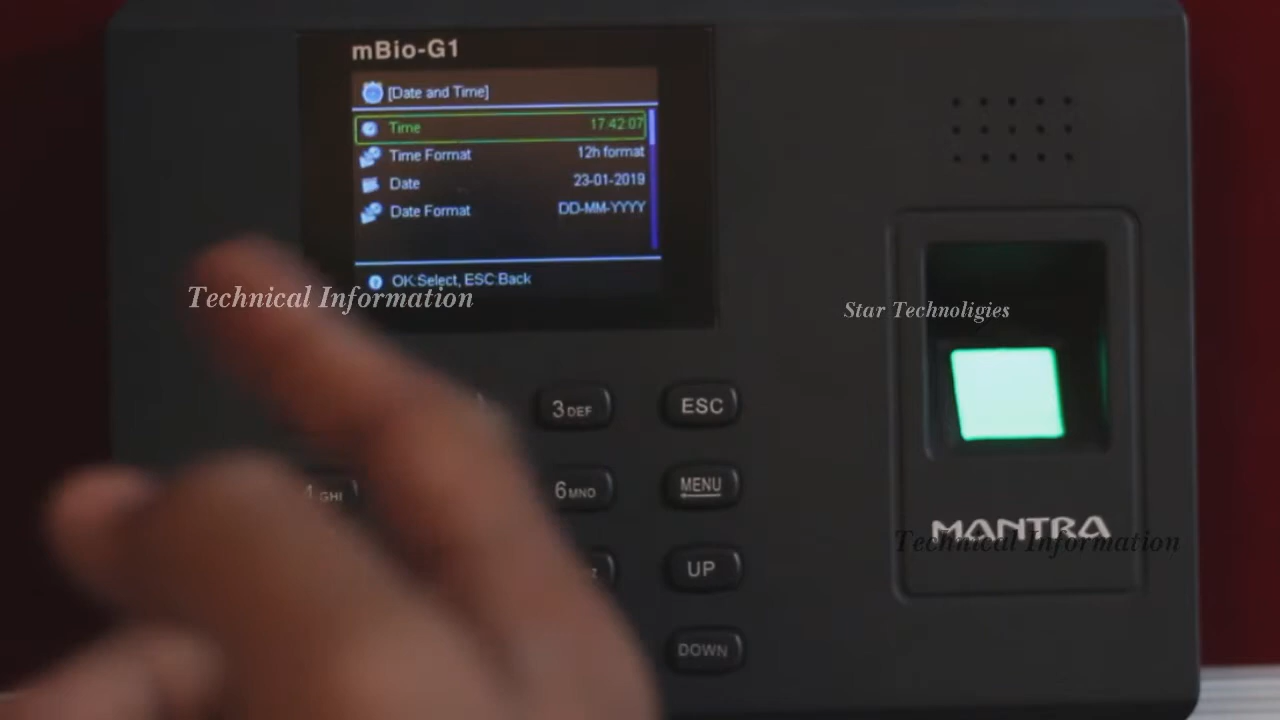 mBio-G1
[Date and Time]
Time 17:42:07
Time Format 12h format
Date 23-01-2019
Date Format DD-MM-YYYY
OK:Select, ESC:Back
Technical Information
Star Technoligies
3 DEF
ESC
GHI
6 MNO
MENU
MANTRA
Technical Information
UP
DOWN